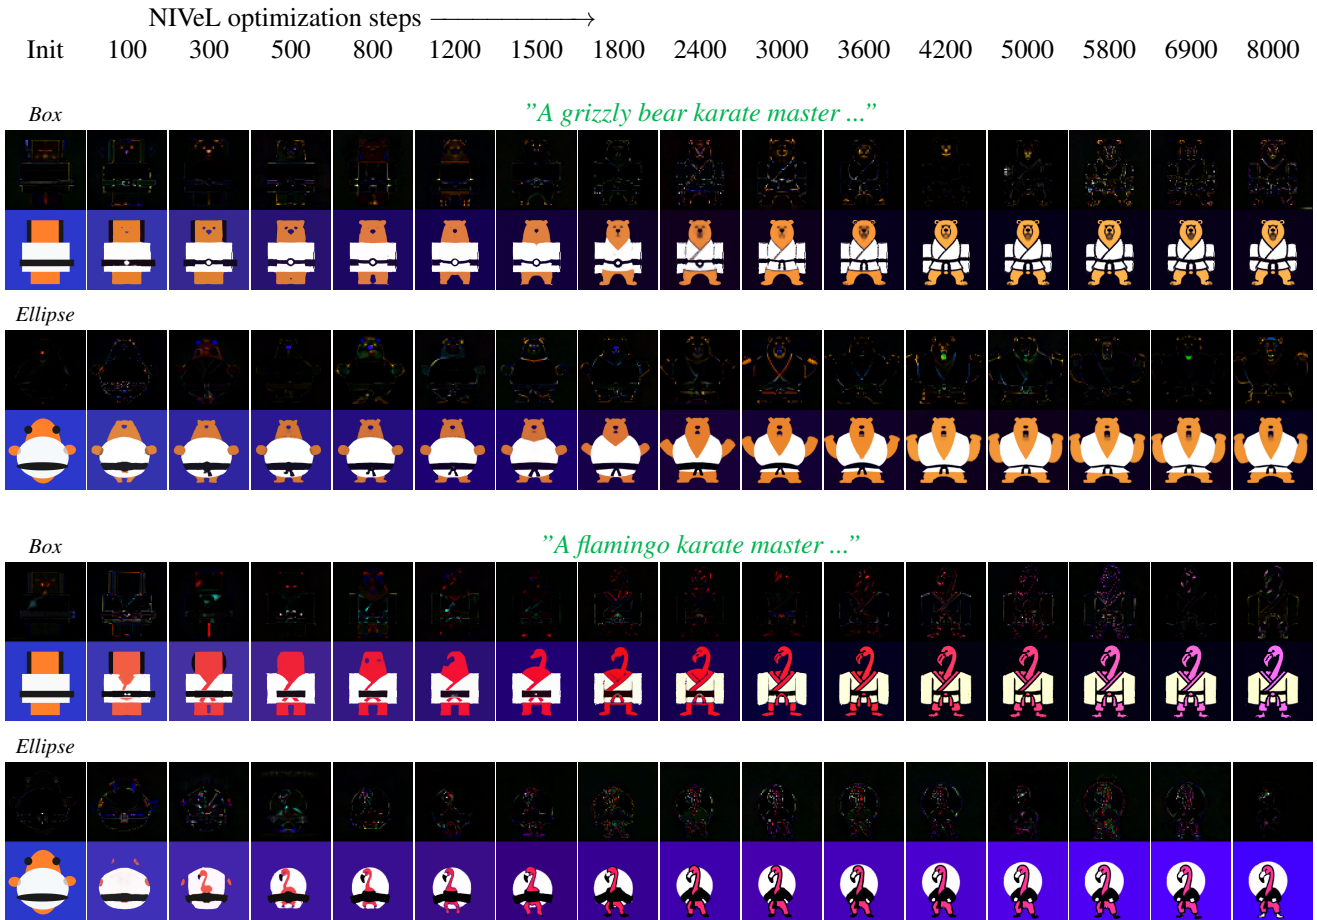 NIVeL optimization steps ⟶
Init 100 300 500 800 1200 1500 1800 2400 3000 3600 4200 5000 5800 6900 8000
Box
"A grizzly bear karate master ..."
Ellipse
Box
"A flamingo karate master ..."
Ellipse